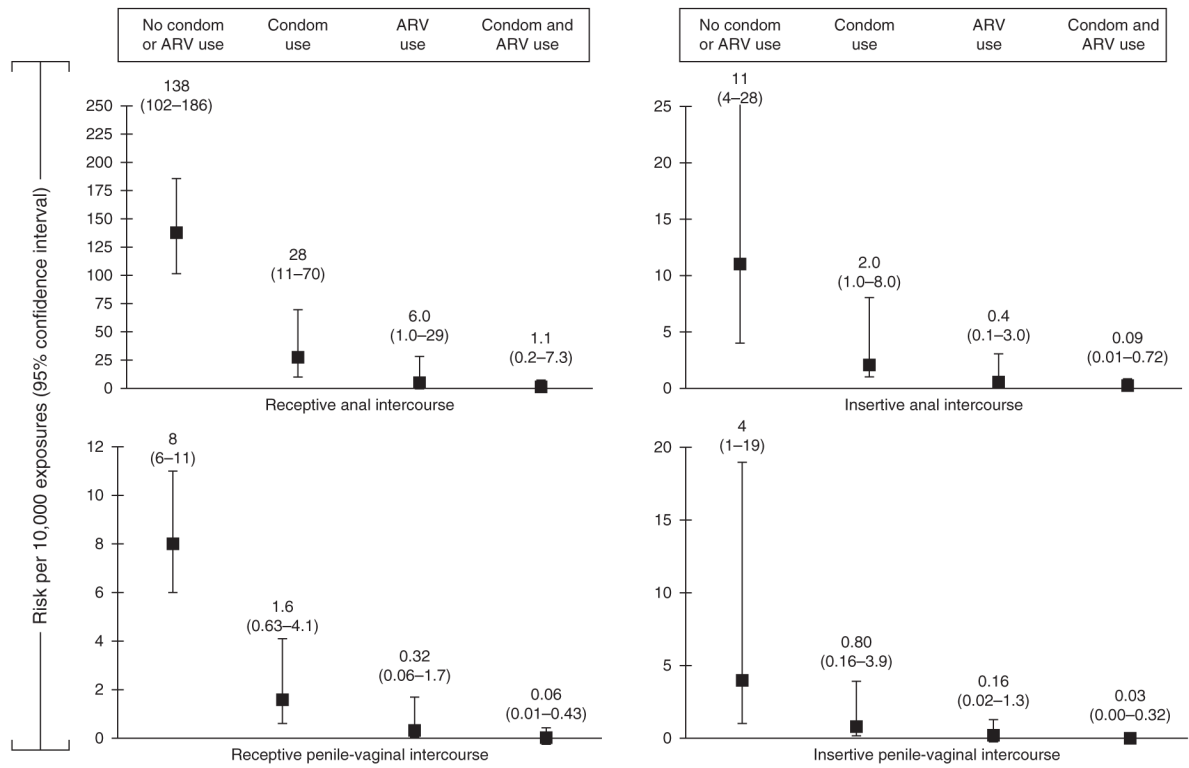 No condom
or ARV use
Condom
use
ARV
use
Condom and
ARV use
No condom
or ARV use
Condom
use
ARV
use
Condom and
ARV use
Risk per 10,000 exposures (95% confidence interval)
250
225
200
175
150
125
100
75
50
25
0
138
(102–186)
28
(11–70)
6.0
(1.0–29)
1.1
(0.2–7.3)
Receptive anal intercourse
25
20
15
10
5
0
11
(4–28)
2.0
(1.0–8.0)
0.4
(0.1–3.0)
0.09
(0.01–0.72)
Insertive anal intercourse
12
10
8
6
4
2
0
8
(6–11)
1.6
(0.63–4.1)
0.32
(0.06–1.7)
0.06
(0.01–0.43)
Receptive penile-vaginal intercourse
20
15
10
5
0
4
(1–19)
0.80
(0.16–3.9)
0.16
(0.02–1.3)
0.03
(0.00–0.32)
Insertive penile-vaginal intercourse